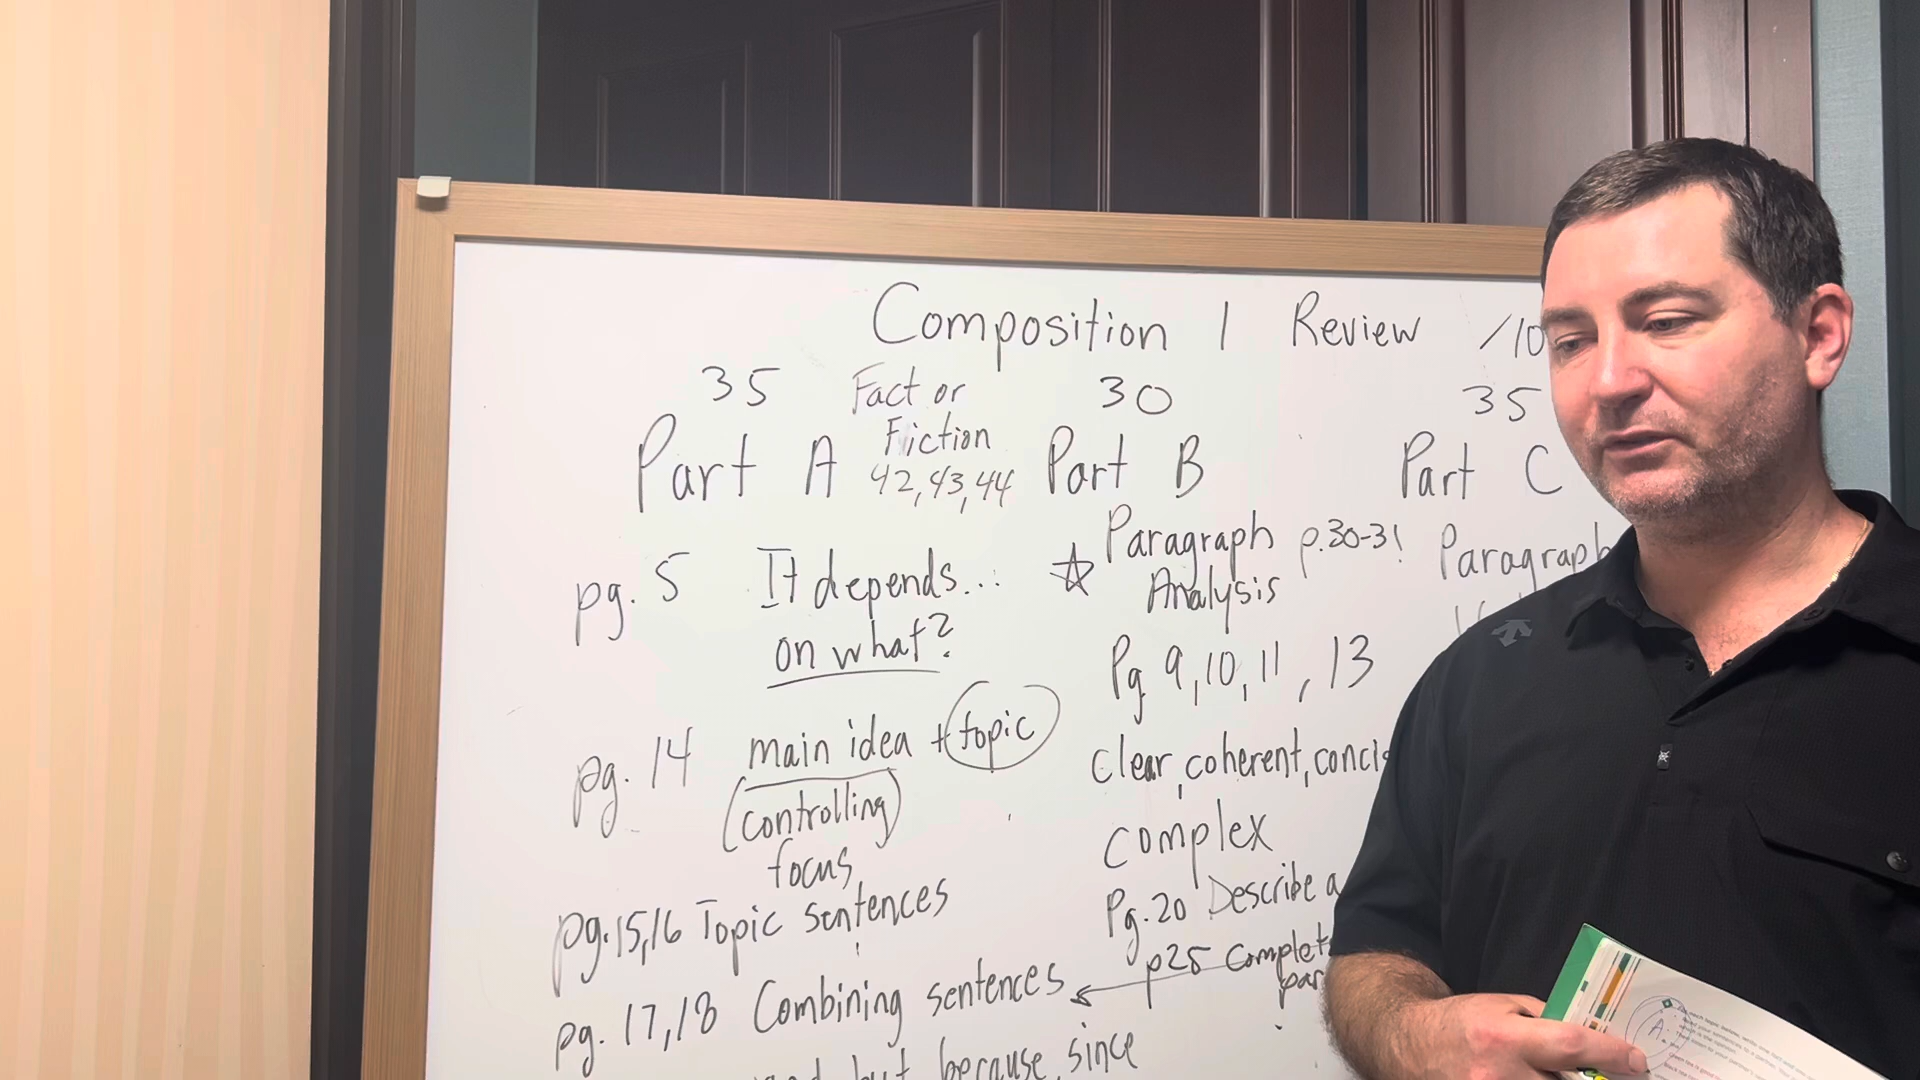 Composition 1 Review /10
35
Fact or
Fiction
42,43,44
Part A
pg. 5 It depends...
on what?
pg. 14 main idea + topic
(controlling)
focus
pg. 15,16 Topic sentences
pg. 17,18 Combining sentences
but because, since
30
Part B
☆ Paragraph p.30-31
Analysis
Pg 9, 10, 11, 13
clear, coherent,
complex
Pg. 20 Describe a
p25
35
Part C
Paragraph
A